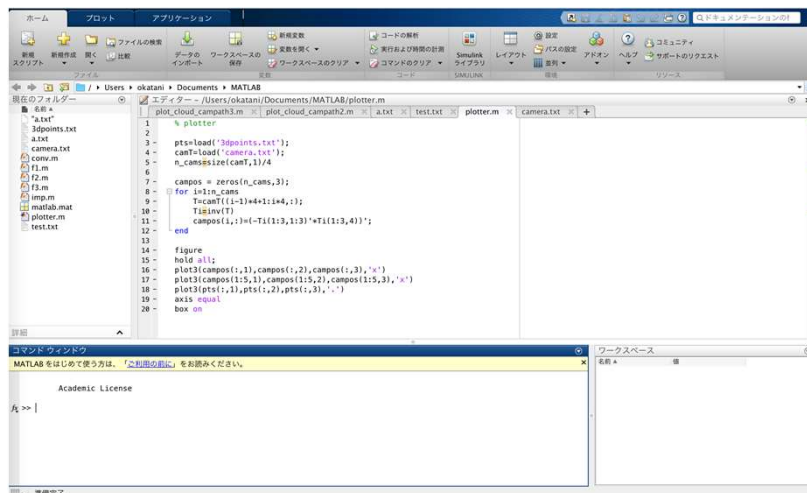 ホーム プロット アプリケーション
ドキュメンテーションの
新規 スクリプト
新規作成
開く
ファイルの検索
比較
データの インポート
ワークスペースの 保存
新規変数
変数を開く
ワークスペースのクリア
コードの解析
実行および時間の計測
コマンドのクリア
Simulink ライブラリ
レイアウト
設定
パスの設定
並列
アドオン
ヘルプ
コミュニティ
サポートのリクエスト
ファイル 変数 コード SIMULINK 環境 リソース
/ Users okatani Documents MATLAB
現在のフォルダー
名前
"a.txt"
3dpoints.txt
a.txt
camera.txt
conv.m
f1.m
f2.m
f3.m
imp.m
matlab.mat
plotter.m
test.txt
詳細
エディター - /Users/okatani/Documents/MATLAB/plotter.m
plot_cloud_campath3.m plot_cloud_campath2.m a.txt test.txt plotter.m camera.txt +
1 % plotter
2
3 - pts=load('3dpoints.txt');
4 - camT=load('camera.txt');
5 - n_cams=size(camT,1)/4
6
7 - campos = zeros(n_cams,3);
8 - for i=1:n_cams
9 - T=camT((i-1)*4+1:i*4,:);
10 - Ti=inv(T)
11 - campos(i,:)=(-Ti(1:3,1:3)'*Ti(1:3,4))';
12 - end
13
14 - figure
15 - hold all;
16 - plot3(campos(:,1),campos(:,2),campos(:,3),'x')
17 - plot3(campos(1:5,1),campos(1:5,2),campos(1:5,3),'x')
18 - plot3(pts(:,1),pts(:,2),pts(:,3),'.')
19 - axis equal
20 - box on
コマンド ウィンドウ
MATLAB をはじめて使う方は、「ご利用の前に」をお読みください。
Academic License
fx >>
ワークスペース
名前 値
準備完了